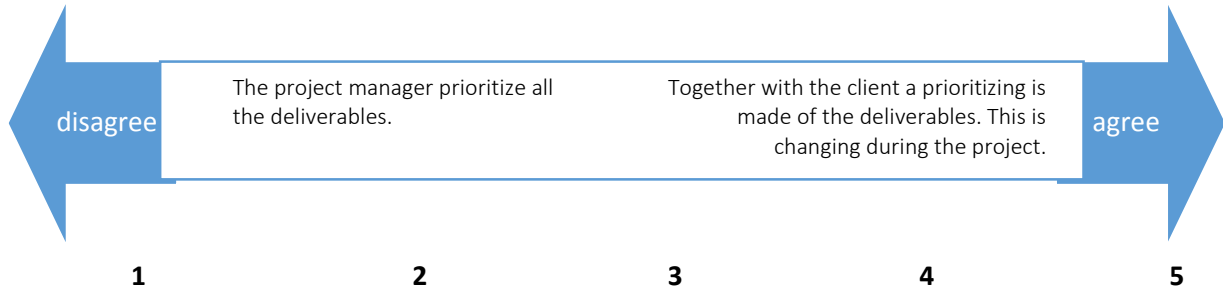 disagree
The project manager prioritize all
the deliverables.
Together with the client a prioritizing is
made of the deliverables. This is
changing during the project.
agree
1 2 3 4 5